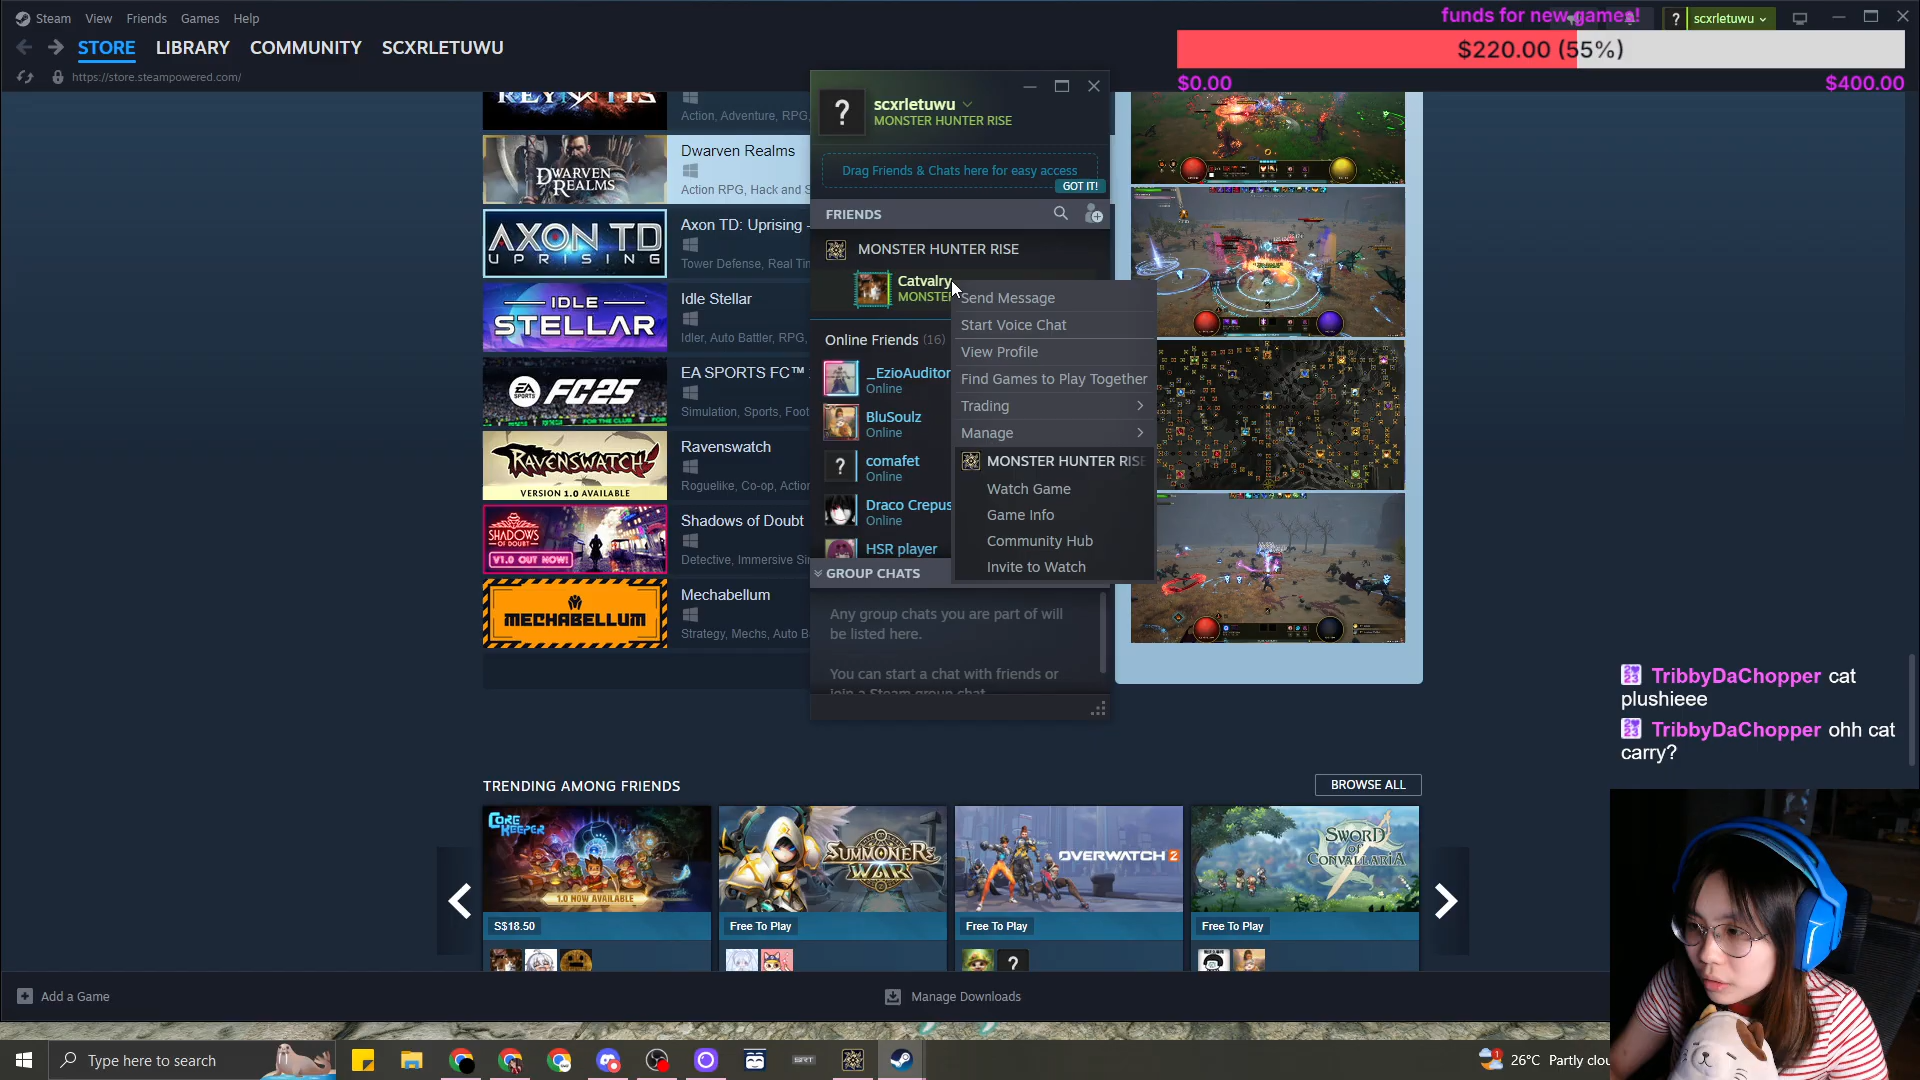 Steam View Friends Games Help
funds for new games!
scxrletuwu
STORE LIBRARY COMMUNITY SCXRLETUWU
$220.00 (55%)
https://store.steampowered.com/
$0.00 $400.00
scxrletuwu
MONSTER HUNTER RISE
Drag Friends & Chats here for easy access
GOT IT!
FRIENDS
MONSTER HUNTER RISE
Catvalry
Send Message
Start Voice Chat
View Profile
Find Games to Play Together
Trading
Manage
MONSTER HUNTER RISE
Watch Game
Game Info
Community Hub
Invite to Watch
Online Friends (16)
_EzioAuditor
Online
BluSoulz
Online
comafet
Online
Draco Crepus
Online
HSR player
GROUP CHATS
Any group chats you are part of will
be listed here.
You can start a chat with friends or
join a Steam group chat
Action, Adventure, RPG,
DWARVEN
REALMS
Dwarven Realms
Action RPG, Hack and S
AXON TD
UPRISING
Axon TD: Uprising -
Tower Defense, Real Tim
IDLE
STELLAR
Idle Stellar
Idler, Auto Battler, RPG,
EA SPORTS
FC25
EA SPORTS FC™
Simulation, Sports, Foot
RAVENSWATCH
VERSION 1.0 AVAILABLE
Ravenswatch
Roguelike, Co-op, Action
SHADOWS
OF DOUBT
V1.0 OUT NOW!
Shadows of Doubt
Detective, Immersive Sim
MECHABELLUM
Mechabellum
Strategy, Mechs, Auto B
TribbyDaChopper cat
plushieee
TribbyDaChopper ohh cat
carry?
TRENDING AMONG FRIENDS
BROWSE ALL
CORE
KEEPER
1.0 NOW AVAILABLE
S$18.50
SUMMONERS
WAR
Free To Play
OVERWATCH 2
Free To Play
SWORD
OF
CONVALLARIA
Free To Play
Add a Game
Manage Downloads
Type here to search
26°C Partly clou